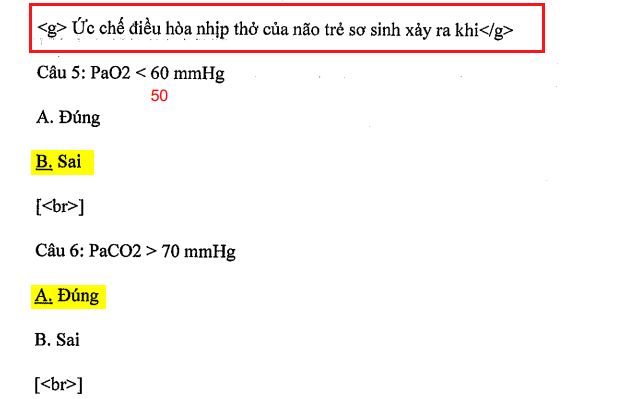 <g> Ức chế điều hòa nhịp thở của não trẻ sơ sinh xảy ra khi</g>
Câu 5: PaO2 < 60 mmHg
50
A. Đúng
B. Sai
[<br>]
Câu 6: PaCO2 > 70 mmHg
A. Đúng
B. Sai
[<br>]